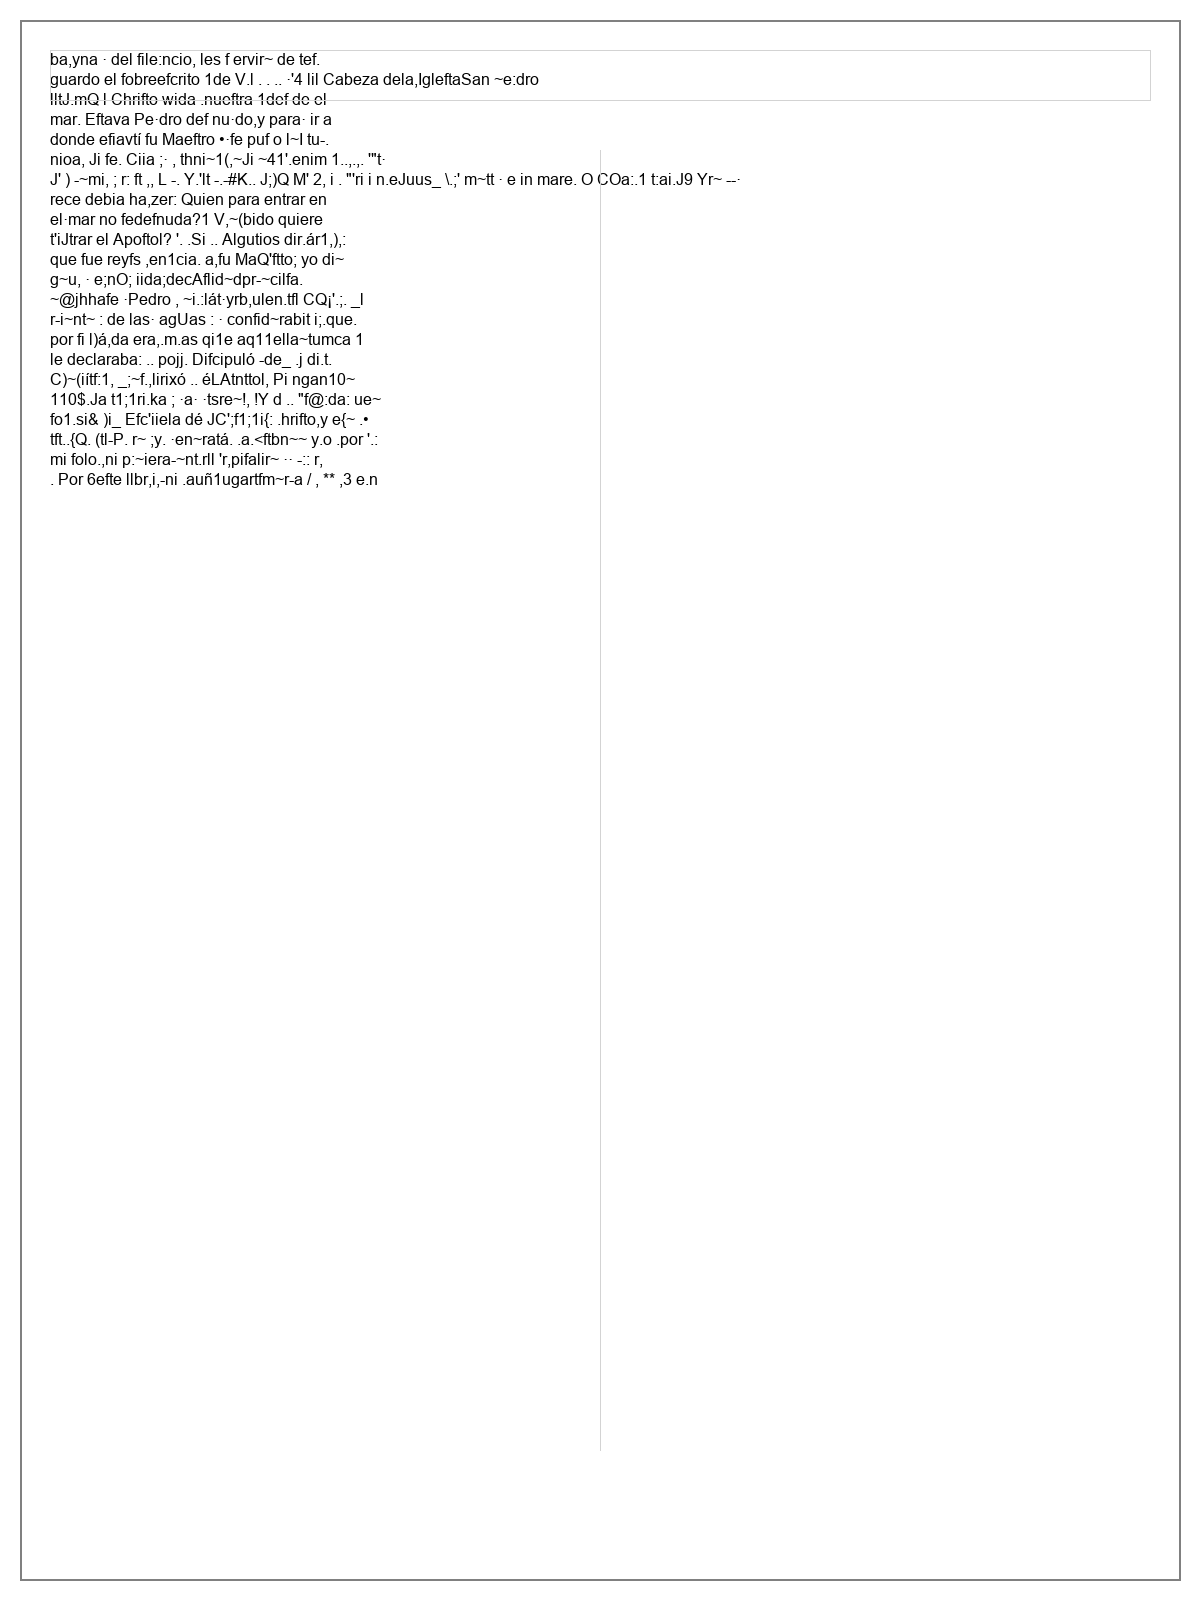 ba,yna · del file:ncio, les f ervir~ de tef.
guardo el fobreefcrito 1de V.l . . .. ·'4 lil Cabeza dela,IgleftaSan ~e:dro
lltJ.mQ l Chrifto wida .nueftra 1def de el
mar. Eftava Pe·dro def nu·do,y para· ir a
donde efiavtí fu Maeftro •·fe puf o l~I tu-.
nioa, Ji fe. Ciia ;· , thni~1(,~Ji ~41'.enim 1..,.,. '"t·
J' ) -~mi, ; r: ft ,, L -. Y.'lt -.-#K.. J;)Q M' 2, i . "'ri i n.eJuus_ \.;' m~tt · e in mare. O COa:.1 t:ai.J9 Yr~ --·
rece debia ha,zer: Quien para entrar en
el·mar no fedefnuda?1 V,~(bido quiere
t'iJtrar el Apoftol? '. .Si .. Algutios dir.ár1,),:
que fue reyfs ,en1cia. a,fu MaQ'ftto; yo di~
g~u, · e;nO; iida;decAflid~dpr-~cilfa.
~@jhhafe ·Pedro , ~i.:lát·yrb,ulen.tfl CQ¡'.;. _l
r-i~nt~ : de las· agUas : · confid~rabit i;.que.
por fi l)á,da era,.m.as qi1e aq11ella~tumca 1
le declaraba: .. pojj. Difcipuló -de_ .j di.t.
C)~(iítf:1, _;~f.,lirixó .. éLAtnttol, Pi ngan10~
110$.Ja t1;1ri.ka ; ·a· ·tsre~!, !Y d .. "f@:da: ue~
fo1.si& )i_ Efc'iiela dé JC';f1;1i{: .hrifto,y e{~ .•
tft..{Q. (tl-P. r~ ;y. ·en~ratá. .a.<ftbn~~ y.o .por '.:
mi folo.,ni p:~iera-~nt.rll 'r,pifalir~ ·· -:: r,
. Por 6efte llbr,i,-ni .auñ1ugartfm~r-a / , ** ,3 e.n